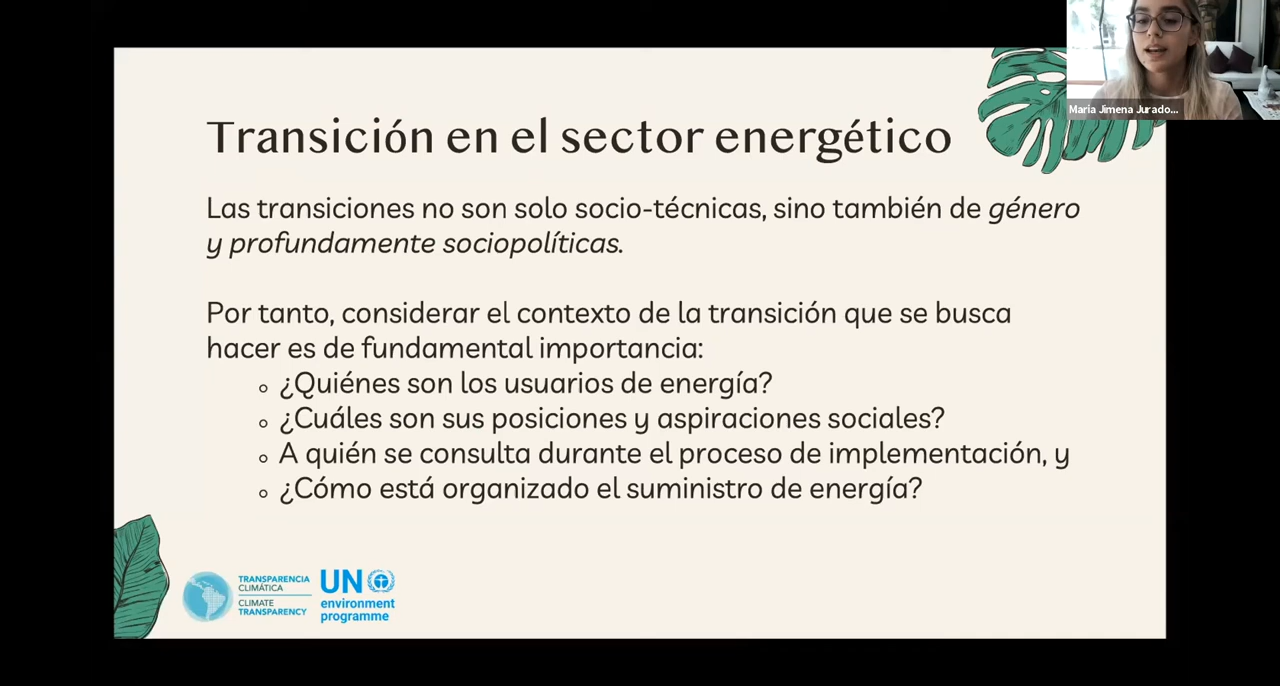 Maria Jimena Jurado...
Transición en el sector energético
Las transiciones no son solo socio-técnicas, sino también de género
y profundamente sociopolíticas.
Por tanto, considerar el contexto de la transición que se busca
hacer es de fundamental importancia:
¿Quiénes son los usuarios de energía?
¿Cuáles son sus posiciones y aspiraciones sociales?
A quién se consulta durante el proceso de implementación, y
¿Cómo está organizado el suministro de energía?
TRANSPARENCIA
CLIMÁTICA
CLIMATE
TRANSPARENCY
UN
environment
programme